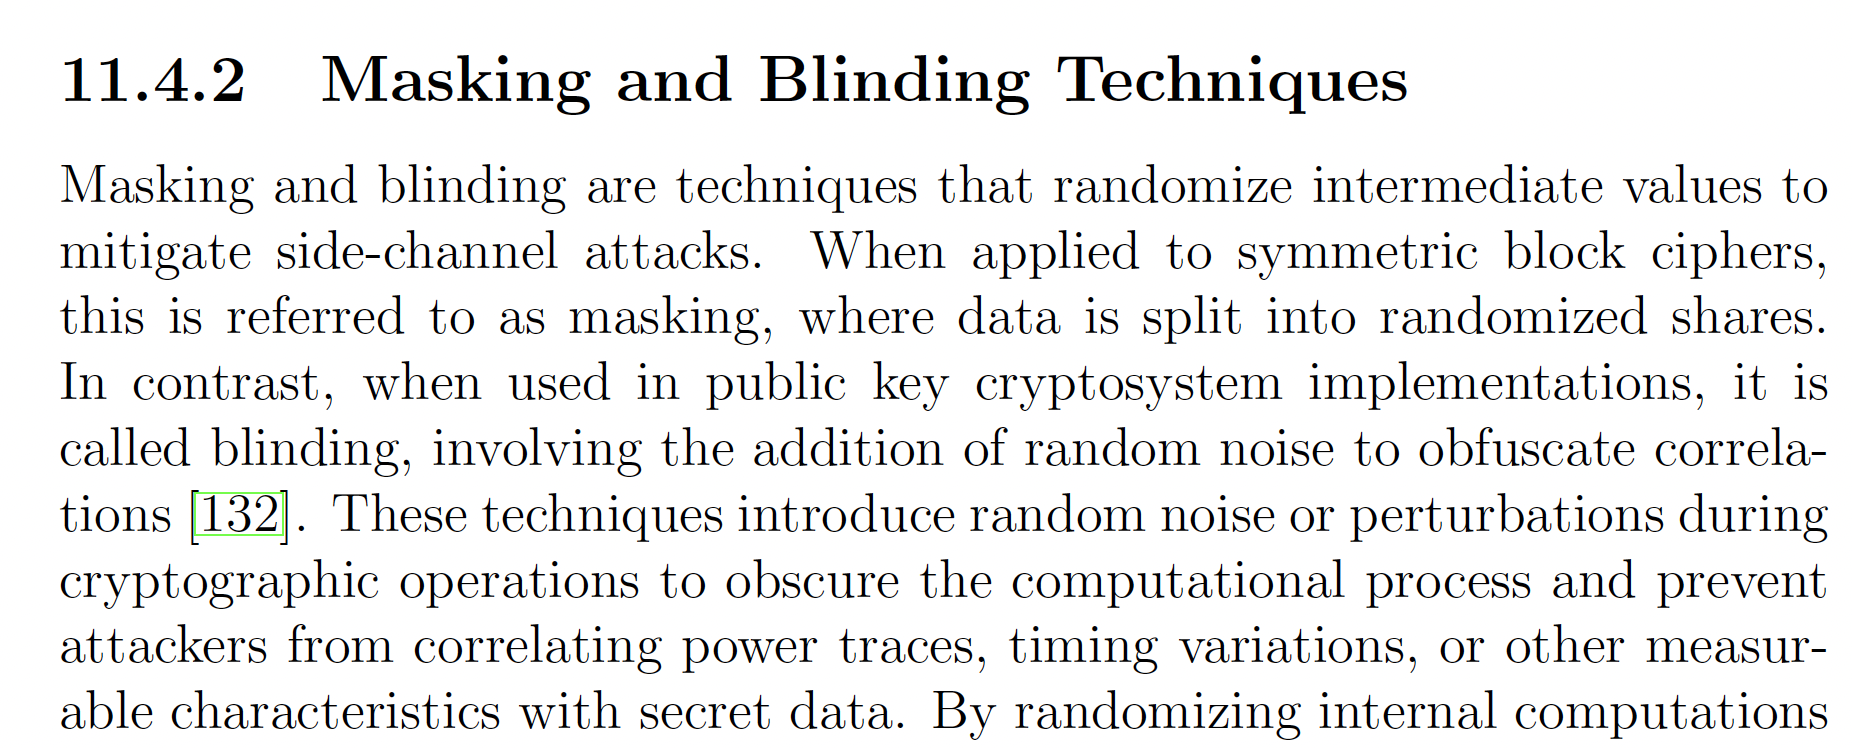 11.4.2 Masking and Blinding Techniques
Masking and blinding are techniques that randomize intermediate values to
mitigate side-channel attacks. When applied to symmetric block ciphers,
this is referred to as masking, where data is split into randomized shares.
In contrast, when used in public key cryptosystem implementations, it is
called blinding, involving the addition of random noise to obfuscate correla-
tions [132]. These techniques introduce random noise or perturbations during
cryptographic operations to obscure the computational process and prevent
attackers from correlating power traces, timing variations, or other measur-
able characteristics with secret data. By randomizing internal computations